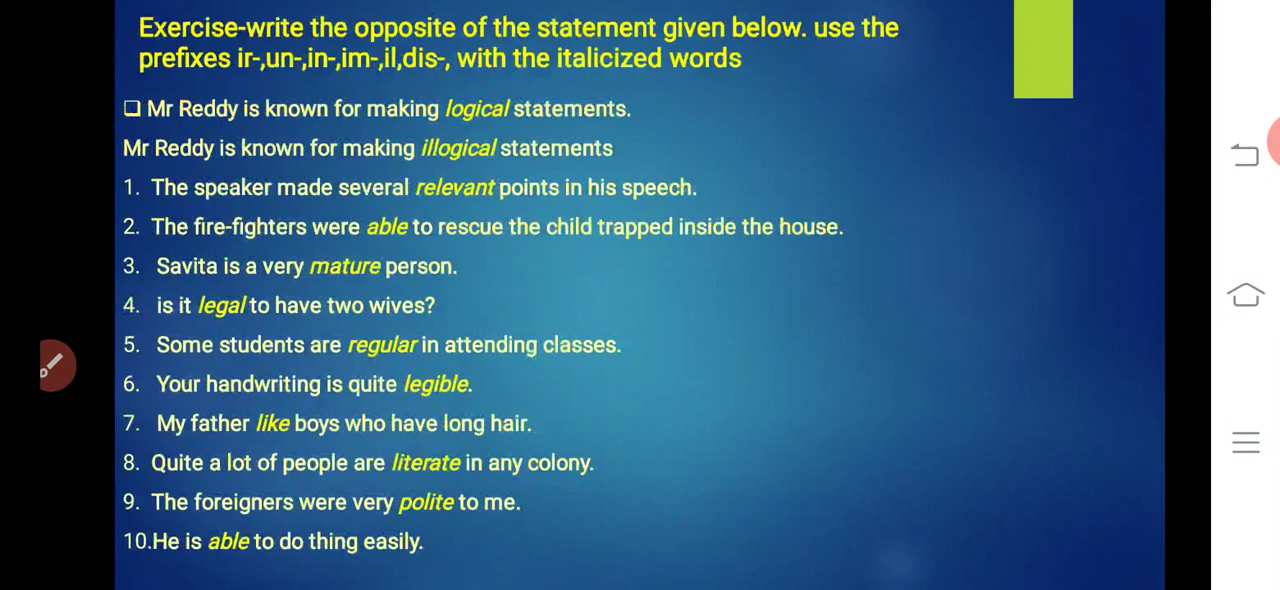 Exercise-write the opposite of the statement given below. use the
prefixes ir-,un-,in-,im-,il,dis-, with the italicized words
❑ Mr Reddy is known for making logical statements.
Mr Reddy is known for making illogical statements
1. The speaker made several relevant points in his speech.
2. The fire-fighters were able to rescue the child trapped inside the house.
3. Savita is a very mature person.
4. is it legal to have two wives?
5. Some students are regular in attending classes.
6. Your handwriting is quite legible.
7. My father like boys who have long hair.
8. Quite a lot of people are literate in any colony.
9. The foreigners were very polite to me.
10.He is able to do thing easily.